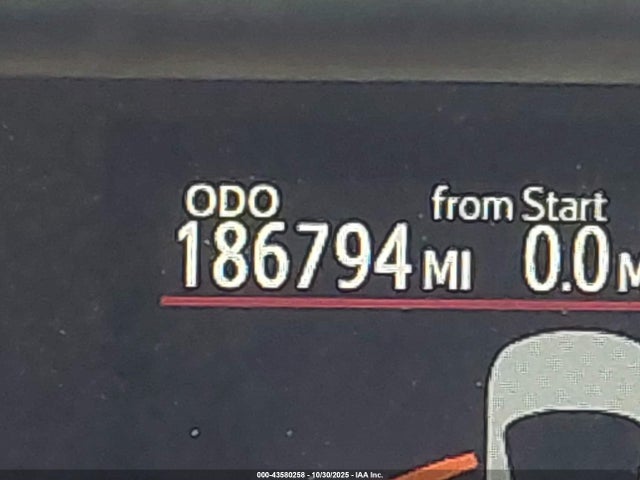 ODO from Start
186794 MI 0.0 M
000-43580258 - 10/30/2025 - IAA Inc.